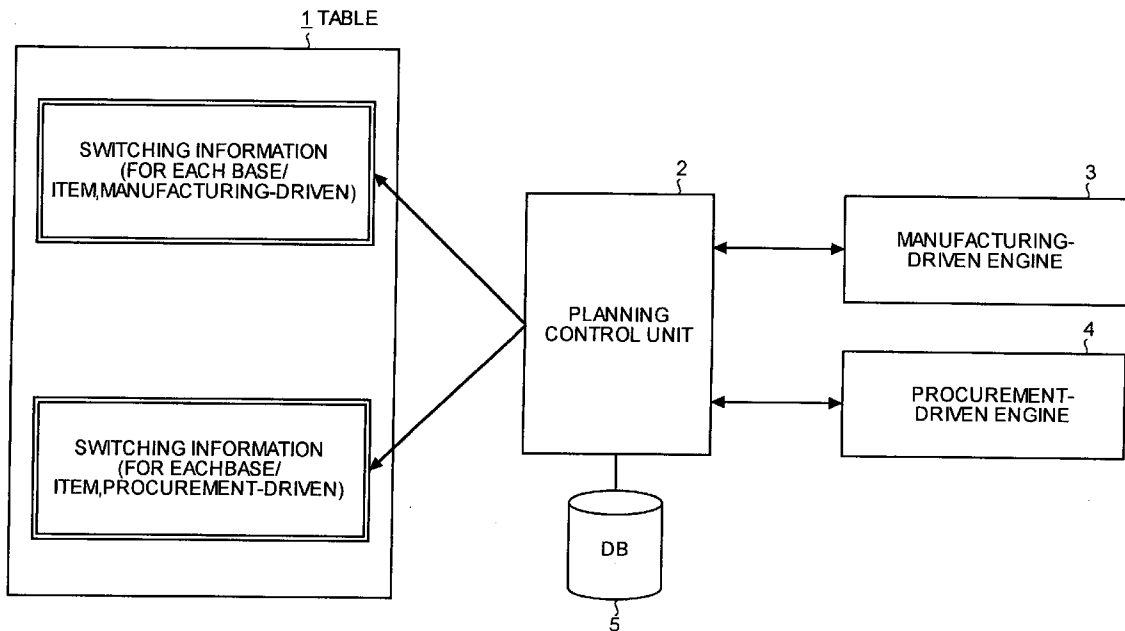 1 TABLE
SWITCHING INFORMATION
(FOR EACH BASE/
ITEM,MANUFACTURING-DRIVEN)
SWITCHING INFORMATION
(FOR EACHBASE/
ITEM,PROCUREMENT-DRIVEN)
2
PLANNING
CONTROL UNIT
DB
5
3
MANUFACTURING-
DRIVEN ENGINE
4
PROCUREMENT-
DRIVEN ENGINE